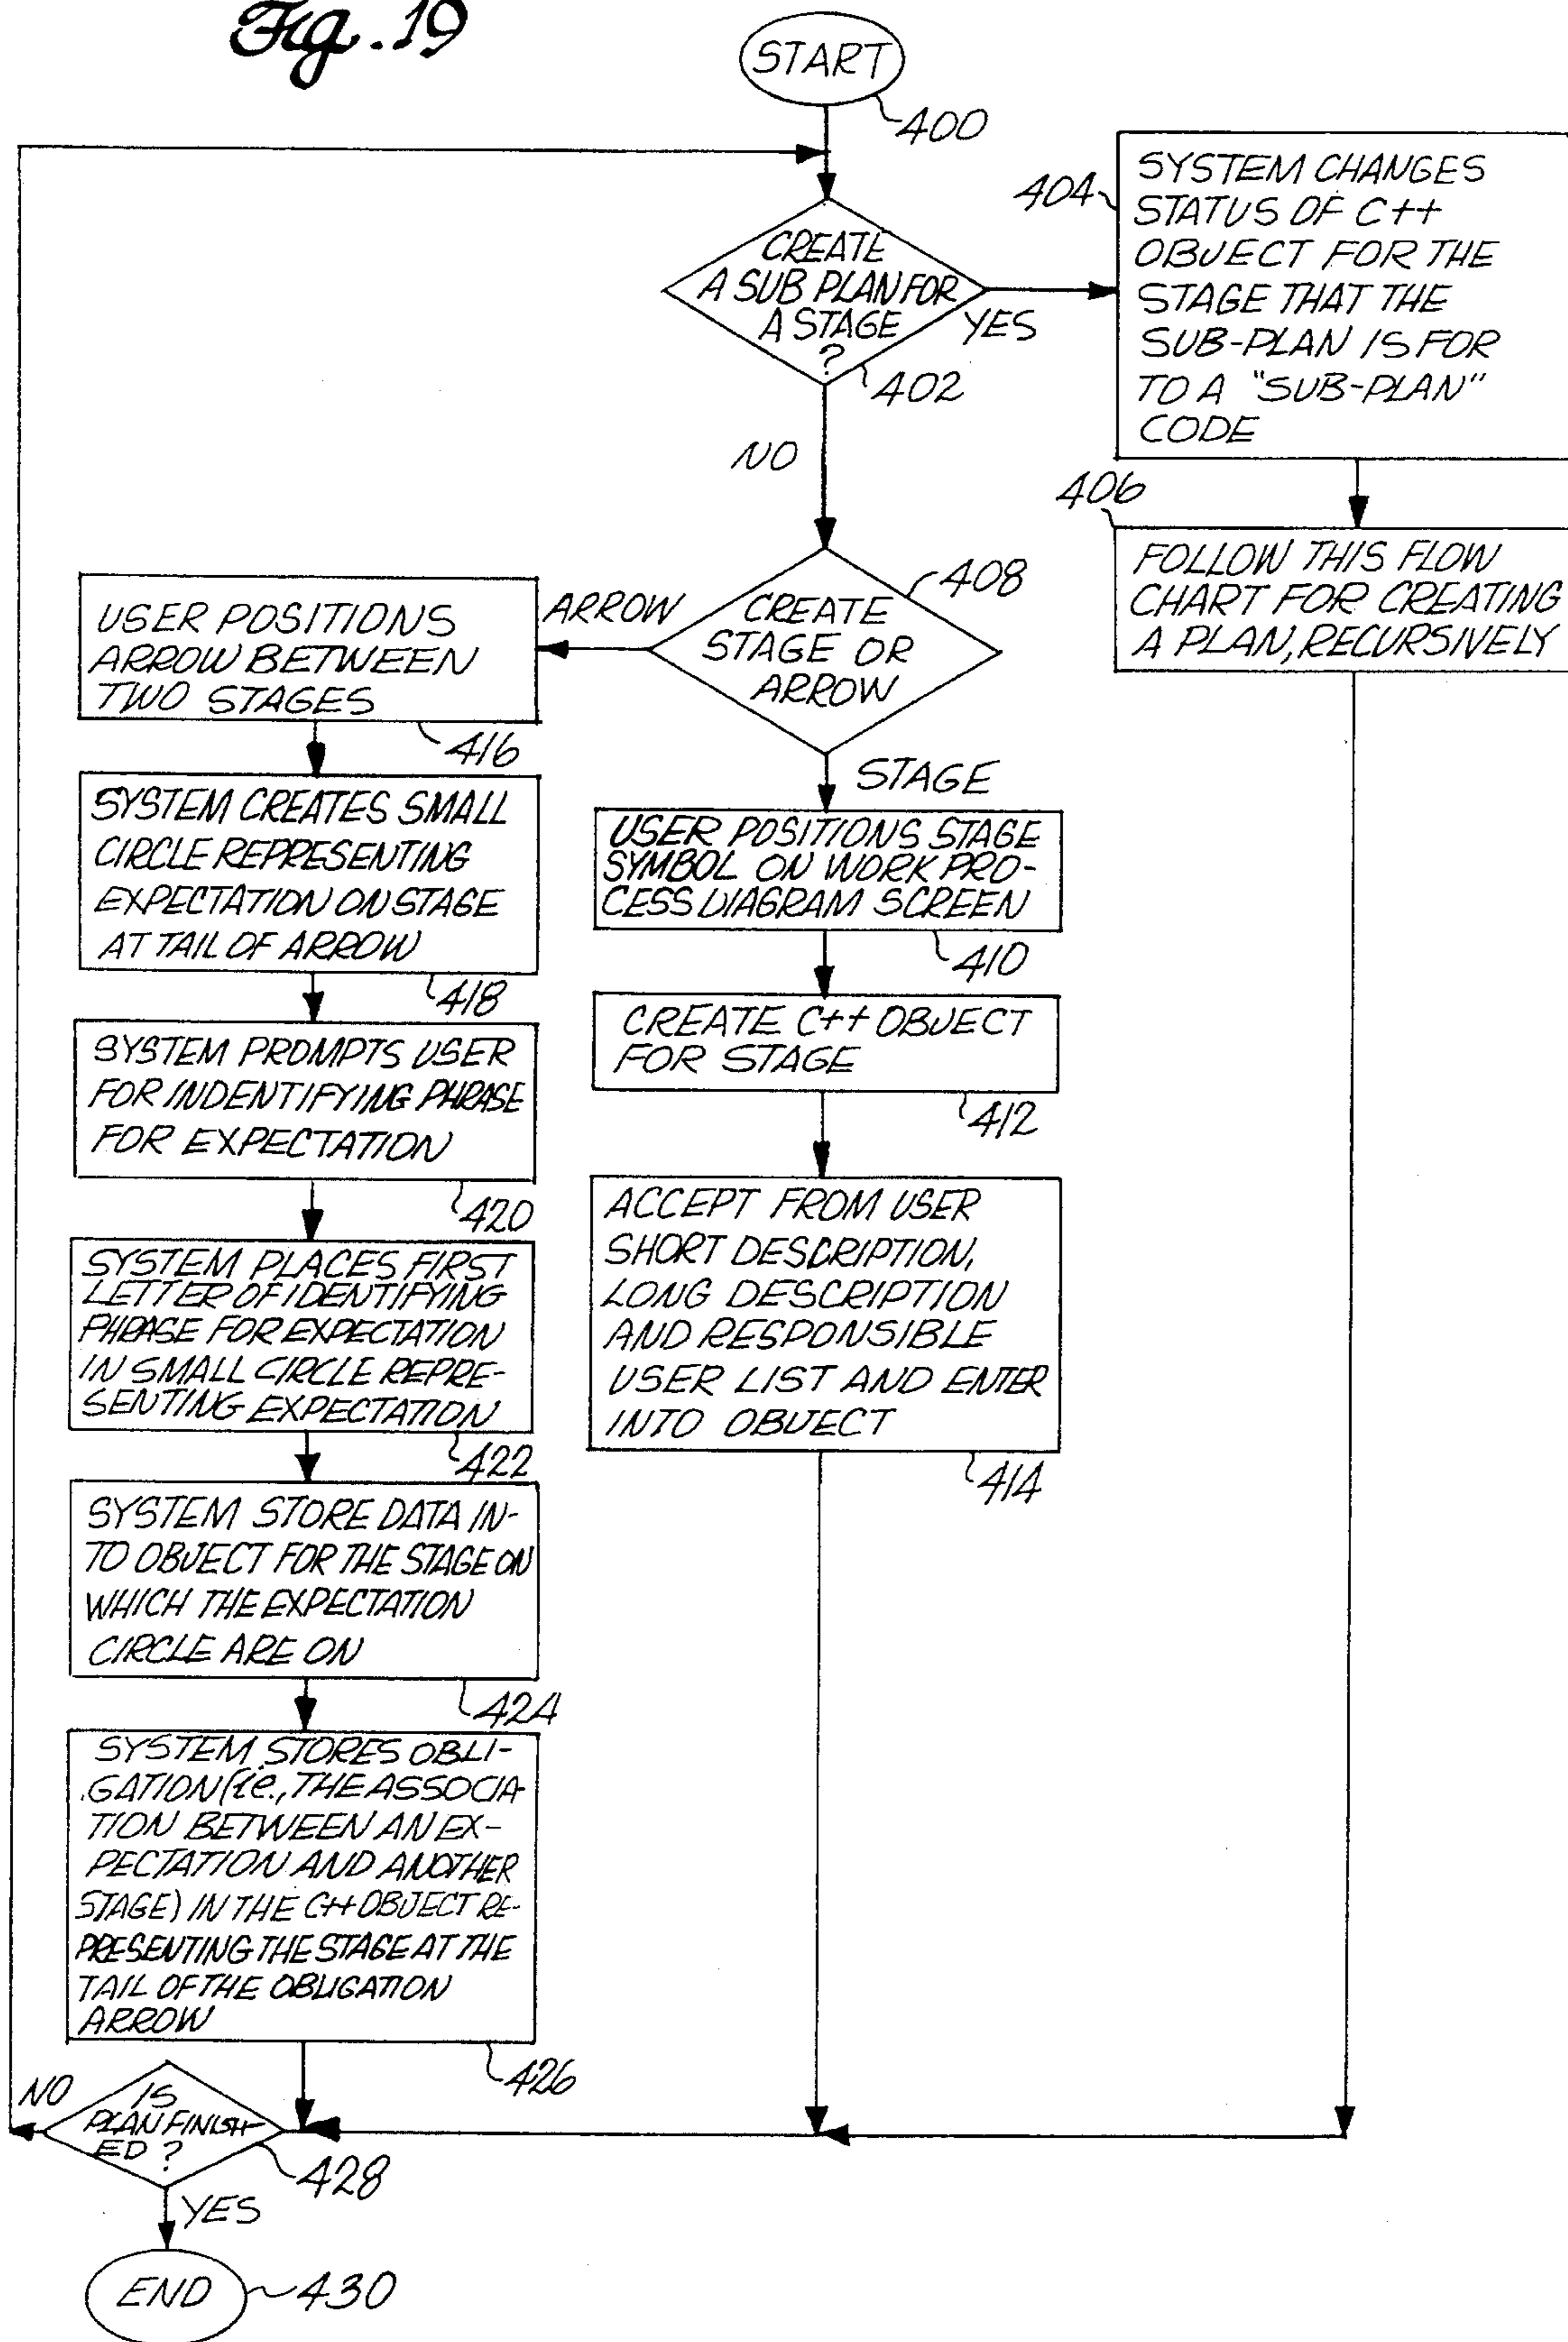 Fig. 19
START
400
CREATE
A SUB PLAN FOR
A STAGE
?
YES
402
NO
404
SYSTEM CHANGES
STATUS OF C++
OBJECT FOR THE
STAGE THAT THE
SUB-PLAN IS FOR
TO A "SUB-PLAN"
CODE
406
FOLLOW THIS FLOW
CHART FOR CREATING
A PLAN, RECURSIVELY
408
CREATE
STAGE OR
ARROW
ARROW
STAGE
USER POSITIONS
ARROW BETWEEN
TWO STAGES
416
SYSTEM CREATES SMALL
CIRCLE REPRESENTING
EXPECTATION ON STAGE
AT TAIL OF ARROW
418
SYSTEM PROMPTS USER
FOR INDENTIFYING PHRASE
FOR EXPECTATION
420
SYSTEM PLACES FIRST
LETTER OF IDENTIFYING
PHRASE FOR EXPECTATION
IN SMALL CIRCLE REPRE-
SENTING EXPECTATION
422
SYSTEM STORE DATA IN-
TO OBJECT FOR THE STAGE ON
WHICH THE EXPECTATION
CIRCLE ARE ON
424
SYSTEM STORES OBLI-
GATION (i.e., THE ASSOCIA-
TION BETWEEN AN EX-
PECTATION AND ANOTHER
STAGE) IN THE C++ OBJECT RE-
PRESENTING THE STAGE AT THE
TAIL OF THE OBLIGATION
ARROW
426
USER POSITIONS STAGE
SYMBOL ON WORK PRO-
CESS DIAGRAM SCREEN
410
CREATE C++ OBJECT
FOR STAGE
412
ACCEPT FROM USER
SHORT DESCRIPTION,
LONG DESCRIPTION
AND RESPONSIBLE
USER LIST AND ENTER
INTO OBJECT
414
NO
IS
PLAN FINISH-
ED ?
428
YES
END
430